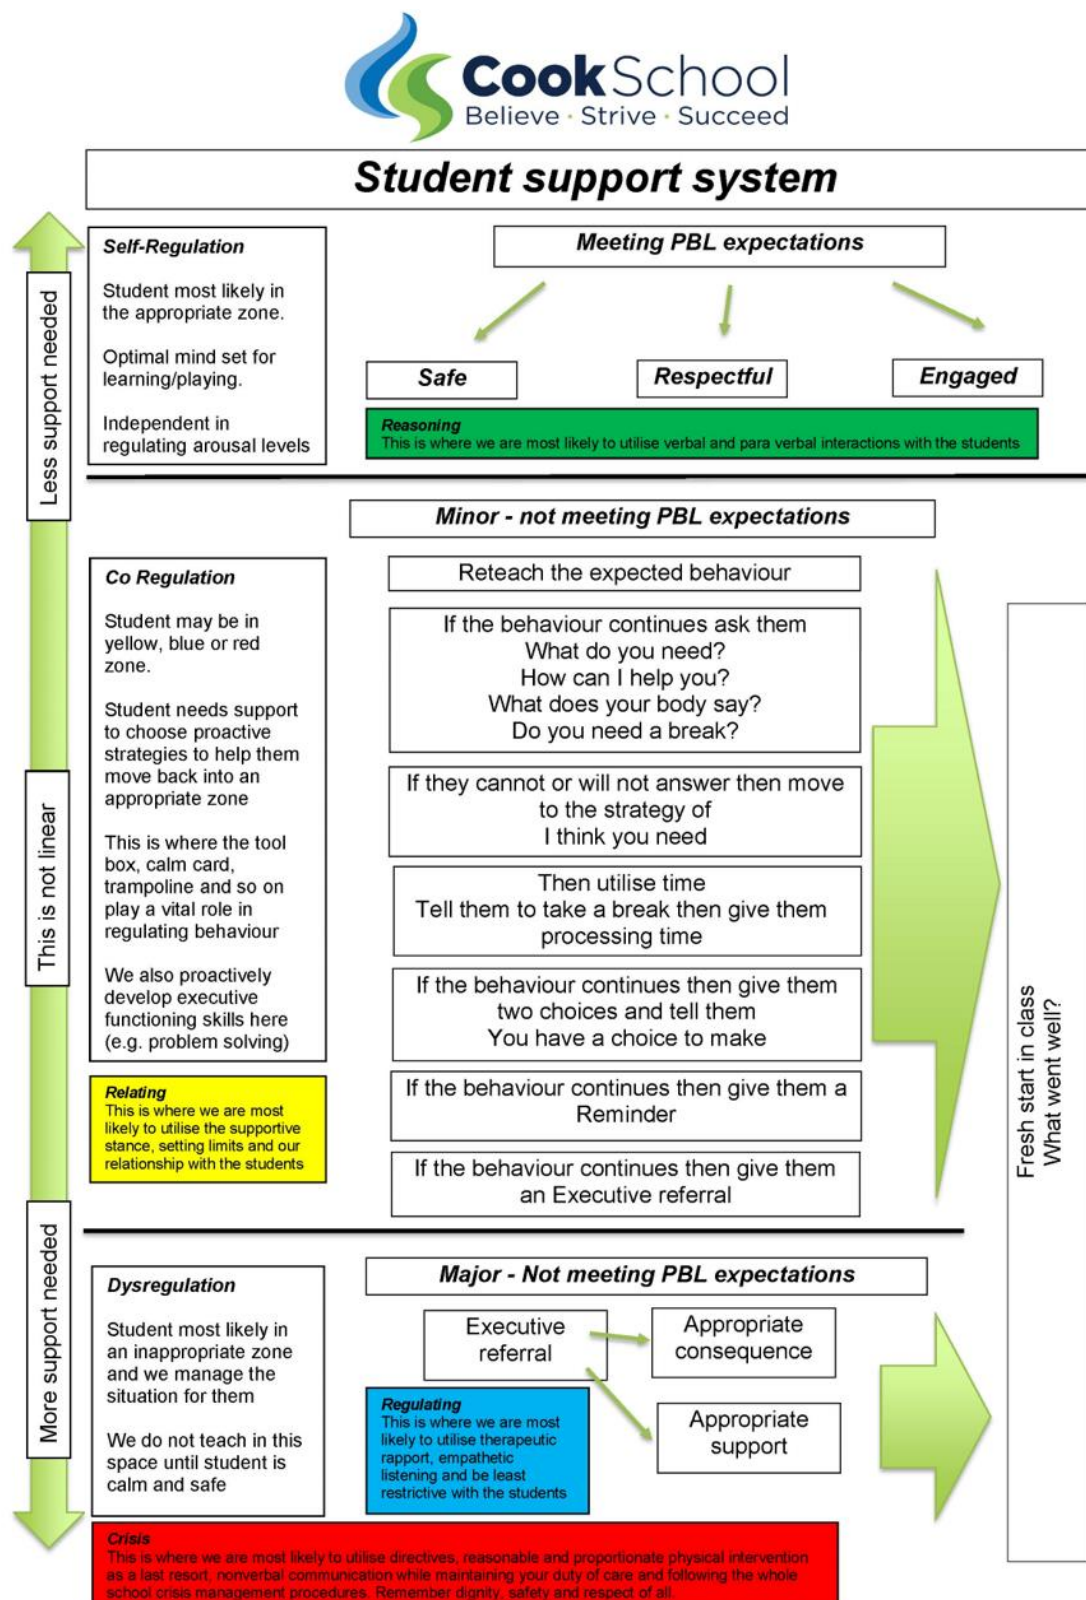 Cook School
Believe · Strive · Succeed
Student support system
Less support needed
Self-Regulation
Student most likely in
the appropriate zone.
Optimal mind set for
learning/playing.
Independent in
regulating arousal levels
Meeting PBL expectations
Safe
Respectful
Engaged
Reasoning
This is where we are most likely to utilise verbal and para verbal interactions with the students
This is not linear
Minor - not meeting PBL expectations
Co Regulation
Student may be in
yellow, blue or red
zone.
Student needs support
to choose proactive
strategies to help them
move back into an
appropriate zone
This is where the tool
box, calm card,
trampoline and so on
play a vital role in
regulating behaviour
We also proactively
develop executive
functioning skills here
(e.g. problem solving)
Relating
This is where we are most
likely to utilise the supportive
stance, setting limits and our
relationship with the students
Reteach the expected behaviour
If the behaviour continues ask them
What do you need?
How can I help you?
What does your body say?
Do you need a break?
If they cannot or will not answer then move
to the strategy of
I think you need
Then utilise time
Tell them to take a break then give them
processing time
If the behaviour continues then give them
two choices and tell them
You have a choice to make
If the behaviour continues then give them a
Reminder
If the behaviour continues then give them
an Executive referral
Fresh start in class
What went well?
More support needed
Dysregulation
Student most likely in
an inappropriate zone
and we manage the
situation for them
We do not teach in this
space until student is
calm and safe
Major - Not meeting PBL expectations
Executive
referral
Appropriate
consequence
Appropriate
support
Regulating
This is where we are most
likely to utilise therapeutic
rapport, empathetic
listening and be least
restrictive with the students
Crisis
This is where we are most likely to utilise directives, reasonable and proportionate physical intervention
as a last resort, nonverbal communication while maintaining your duty of care and following the whole
school crisis management procedures. Remember dignity, safety and respect of all.